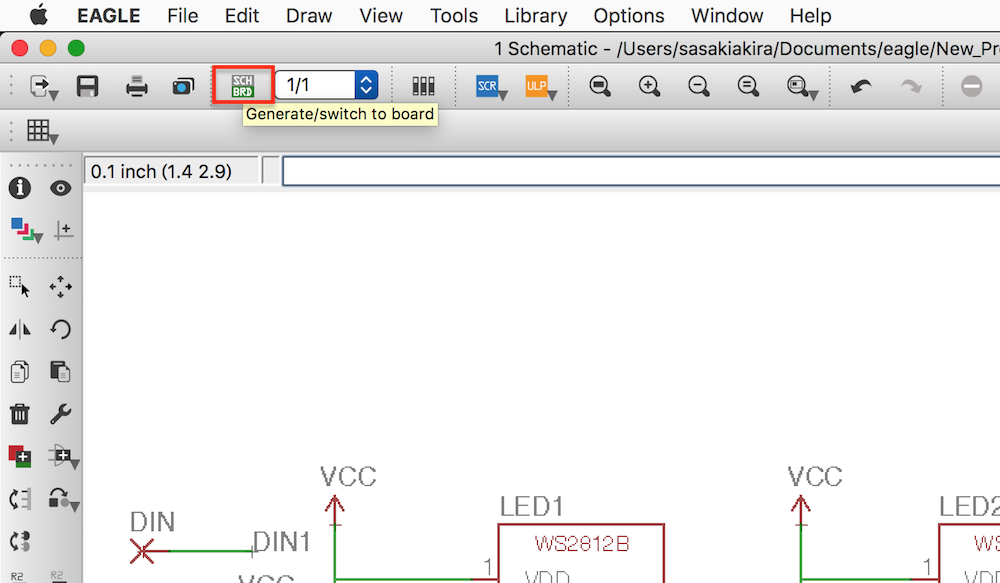 EAGLE File Edit Draw View Tools Library Options Window Help
1 Schematic - /Users/sasakiakira/Documents/eagle/New_Pr
SCH
BRD
1/1
SCR
ULP
Generate/switch to board
0.1 inch (1.4 2.9)
VCC
VCC
LED1
LED2
DIN
DIN1
WS2812B
WS
1
1
VCC
VDD
VD
R2
R2